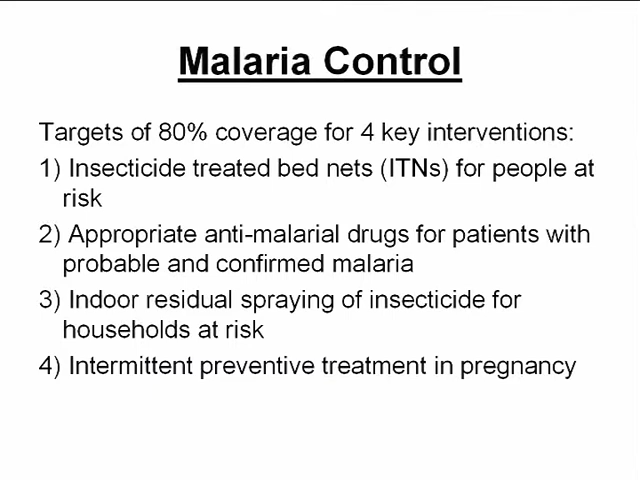 Malaria Control
Targets of 80% coverage for 4 key interventions:
1) Insecticide treated bed nets (ITNs) for people at
risk
2) Appropriate anti-malarial drugs for patients with
probable and confirmed malaria
3) Indoor residual spraying of insecticide for
households at risk
4) Intermittent preventive treatment in pregnancy